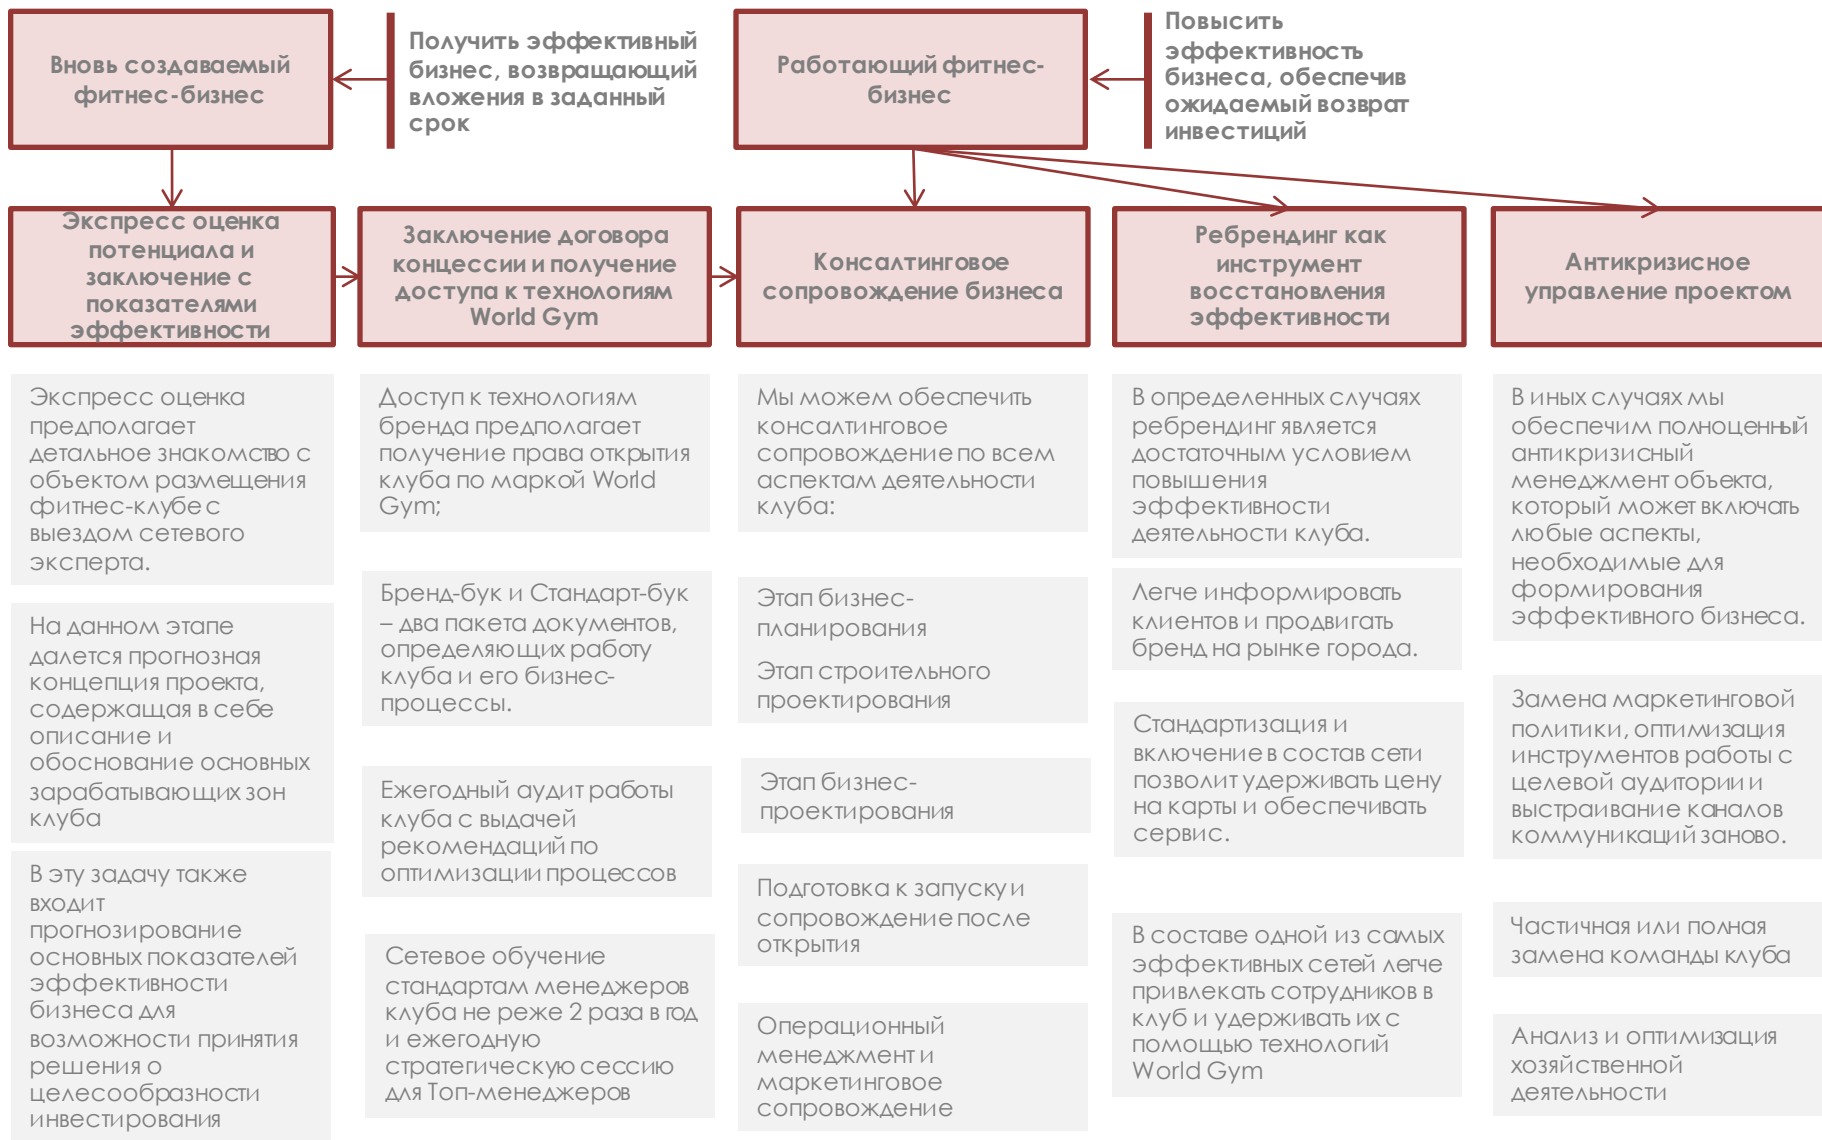 Вновь создаваемый
фитнес-бизнес
Получить эффективный
бизнес, возвращающий
вложения в заданный
срок
Работающий фитнес-
бизнес
Повысить
эффективность
бизнеса, обеспечив
ожидаемый возврат
инвестиций
Экспресс оценка
потенциала и
заключение с
показателями
эффективности
Заключение договора
концессии и получение
доступа к технологиям
World Gym
Консалтинговое
сопровождение бизнеса
Ребрендинг как
инструмент
восстановления
эффективности
Антикризисное
управление проектом
Экспресс оценка
предполагает
детальное знакомство с
объектом размещения
фитнес-клубе с
выездом сетевого
эксперта.
На данном этапе
далется прогнозная
концепция проекта,
содержащая в себе
описание и
обоснование основных
зарабатывающих зон
клуба
В эту задачу также
входит
прогнозирование
основных показателей
эффективности
бизнеса для
возможности принятия
решения о
целесообразности
инвестирования
Доступ к технологиям
бренда предполагает
получение права открытия
клуба по маркой World
Gym;
Бренд-бук и Стандарт-бук
– два пакета документов,
определяющих работу
клуба и его бизнес-
процессы.
Ежегодный аудит работы
клуба с выдачей
рекомендаций по
оптимизации процессов
Сетевое обучение
стандартам менеджеров
клуба не реже 2 раза в год
и ежегодную
стратегическую сессию
для Топ-менеджеров
Мы можем обеспечить
консалтинговое
сопровождение по всем
аспектам деятельности
клуба:
Этап бизнес-
планирования
Этап строительного
проектирования
Этап бизнес-
проектирования
Подготовка к запуску и
сопровождение после
открытия
Операционный
менеджмент и
маркетинговое
сопровождение
В определенных случаях
ребрендинг является
достаточным условием
повышения
эффективности
деятельности клуба.
Легче информировать
клиентов и продвигать
бренд на рынке города.
Стандартизация и
включение в состав сети
позволит удерживать цену
на карты и обеспечивать
сервис.
В составе одной из самых
эффективных сетей легче
привлекать сотрудников в
клуб и удерживать их с
помощью технологий
World Gym
В иных случаях мы
обеспечим полноценный
антикризисный
менеджмент объекта,
который может включать
любые аспекты,
необходимые для
формирования
эффективного бизнеса.
Замена маркетинговой
политики, оптимизация
инструментов работы с
целевой аудитории и
выстраивание каналов
коммуникаций заново.
Частичная или полная
замена команды клуба
Анализ и оптимизация
хозяйственной
деятельности